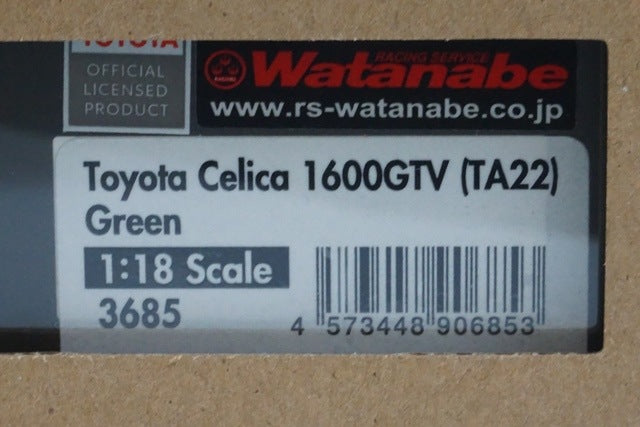 TOYOTA
OFFICIAL
LICENSED
PRODUCT
RACING SERVICE
Watanabe
www.rs-watanabe.co.jp
Toyota Celica 1600GTV (TA22)
Green
1:18 Scale
3685
4 573448 906853